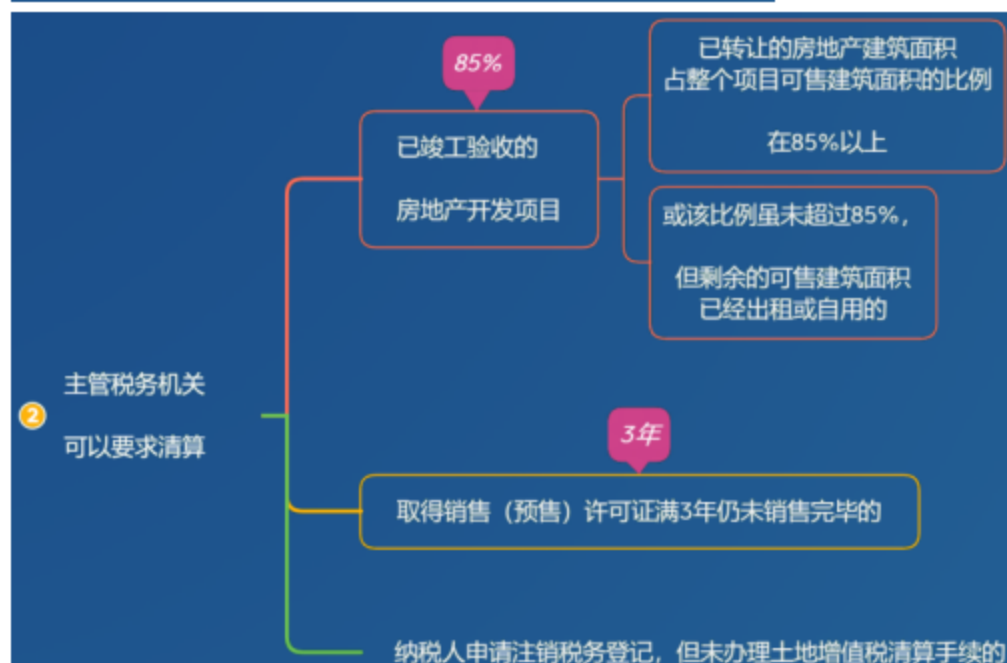 85%
已转让的房地产建筑面积
占整个项目可售建筑面积的比例
在85%以上
已竣工验收的
房地产开发项目
或该比例虽未超过85%，
但剩余的可售建筑面积
已经出租或自用的
2
主管税务机关
可以要求清算
3年
取得销售（预售）许可证满3年仍未销售完毕的
纳税人申请注销税务登记，但未办理土地增值税清算手续的